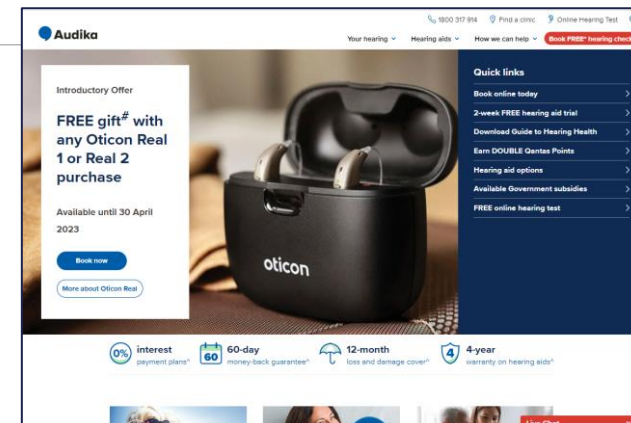 1800 317 914 Find a clinic Online Hearing Test
Audika
Your hearing Hearing aids How we can help Book FREE* hearing check
Introductory Offer
FREE gift# with
any Oticon Real
1 or Real 2
purchase
Available until 30 April
2023
Book now
More about Oticon Real
oticon
Quick links
Book online today
2-week FREE hearing aid trial
Download Guide to Hearing Health
Earn DOUBLE Qantas Points
Hearing aid options
Available Government subsidies
FREE online hearing test
0% interest
payment plans^
60 60-day
money-back guarantee^
12-month
loss and damage cover^
4 4-year
warranty on hearing aids^